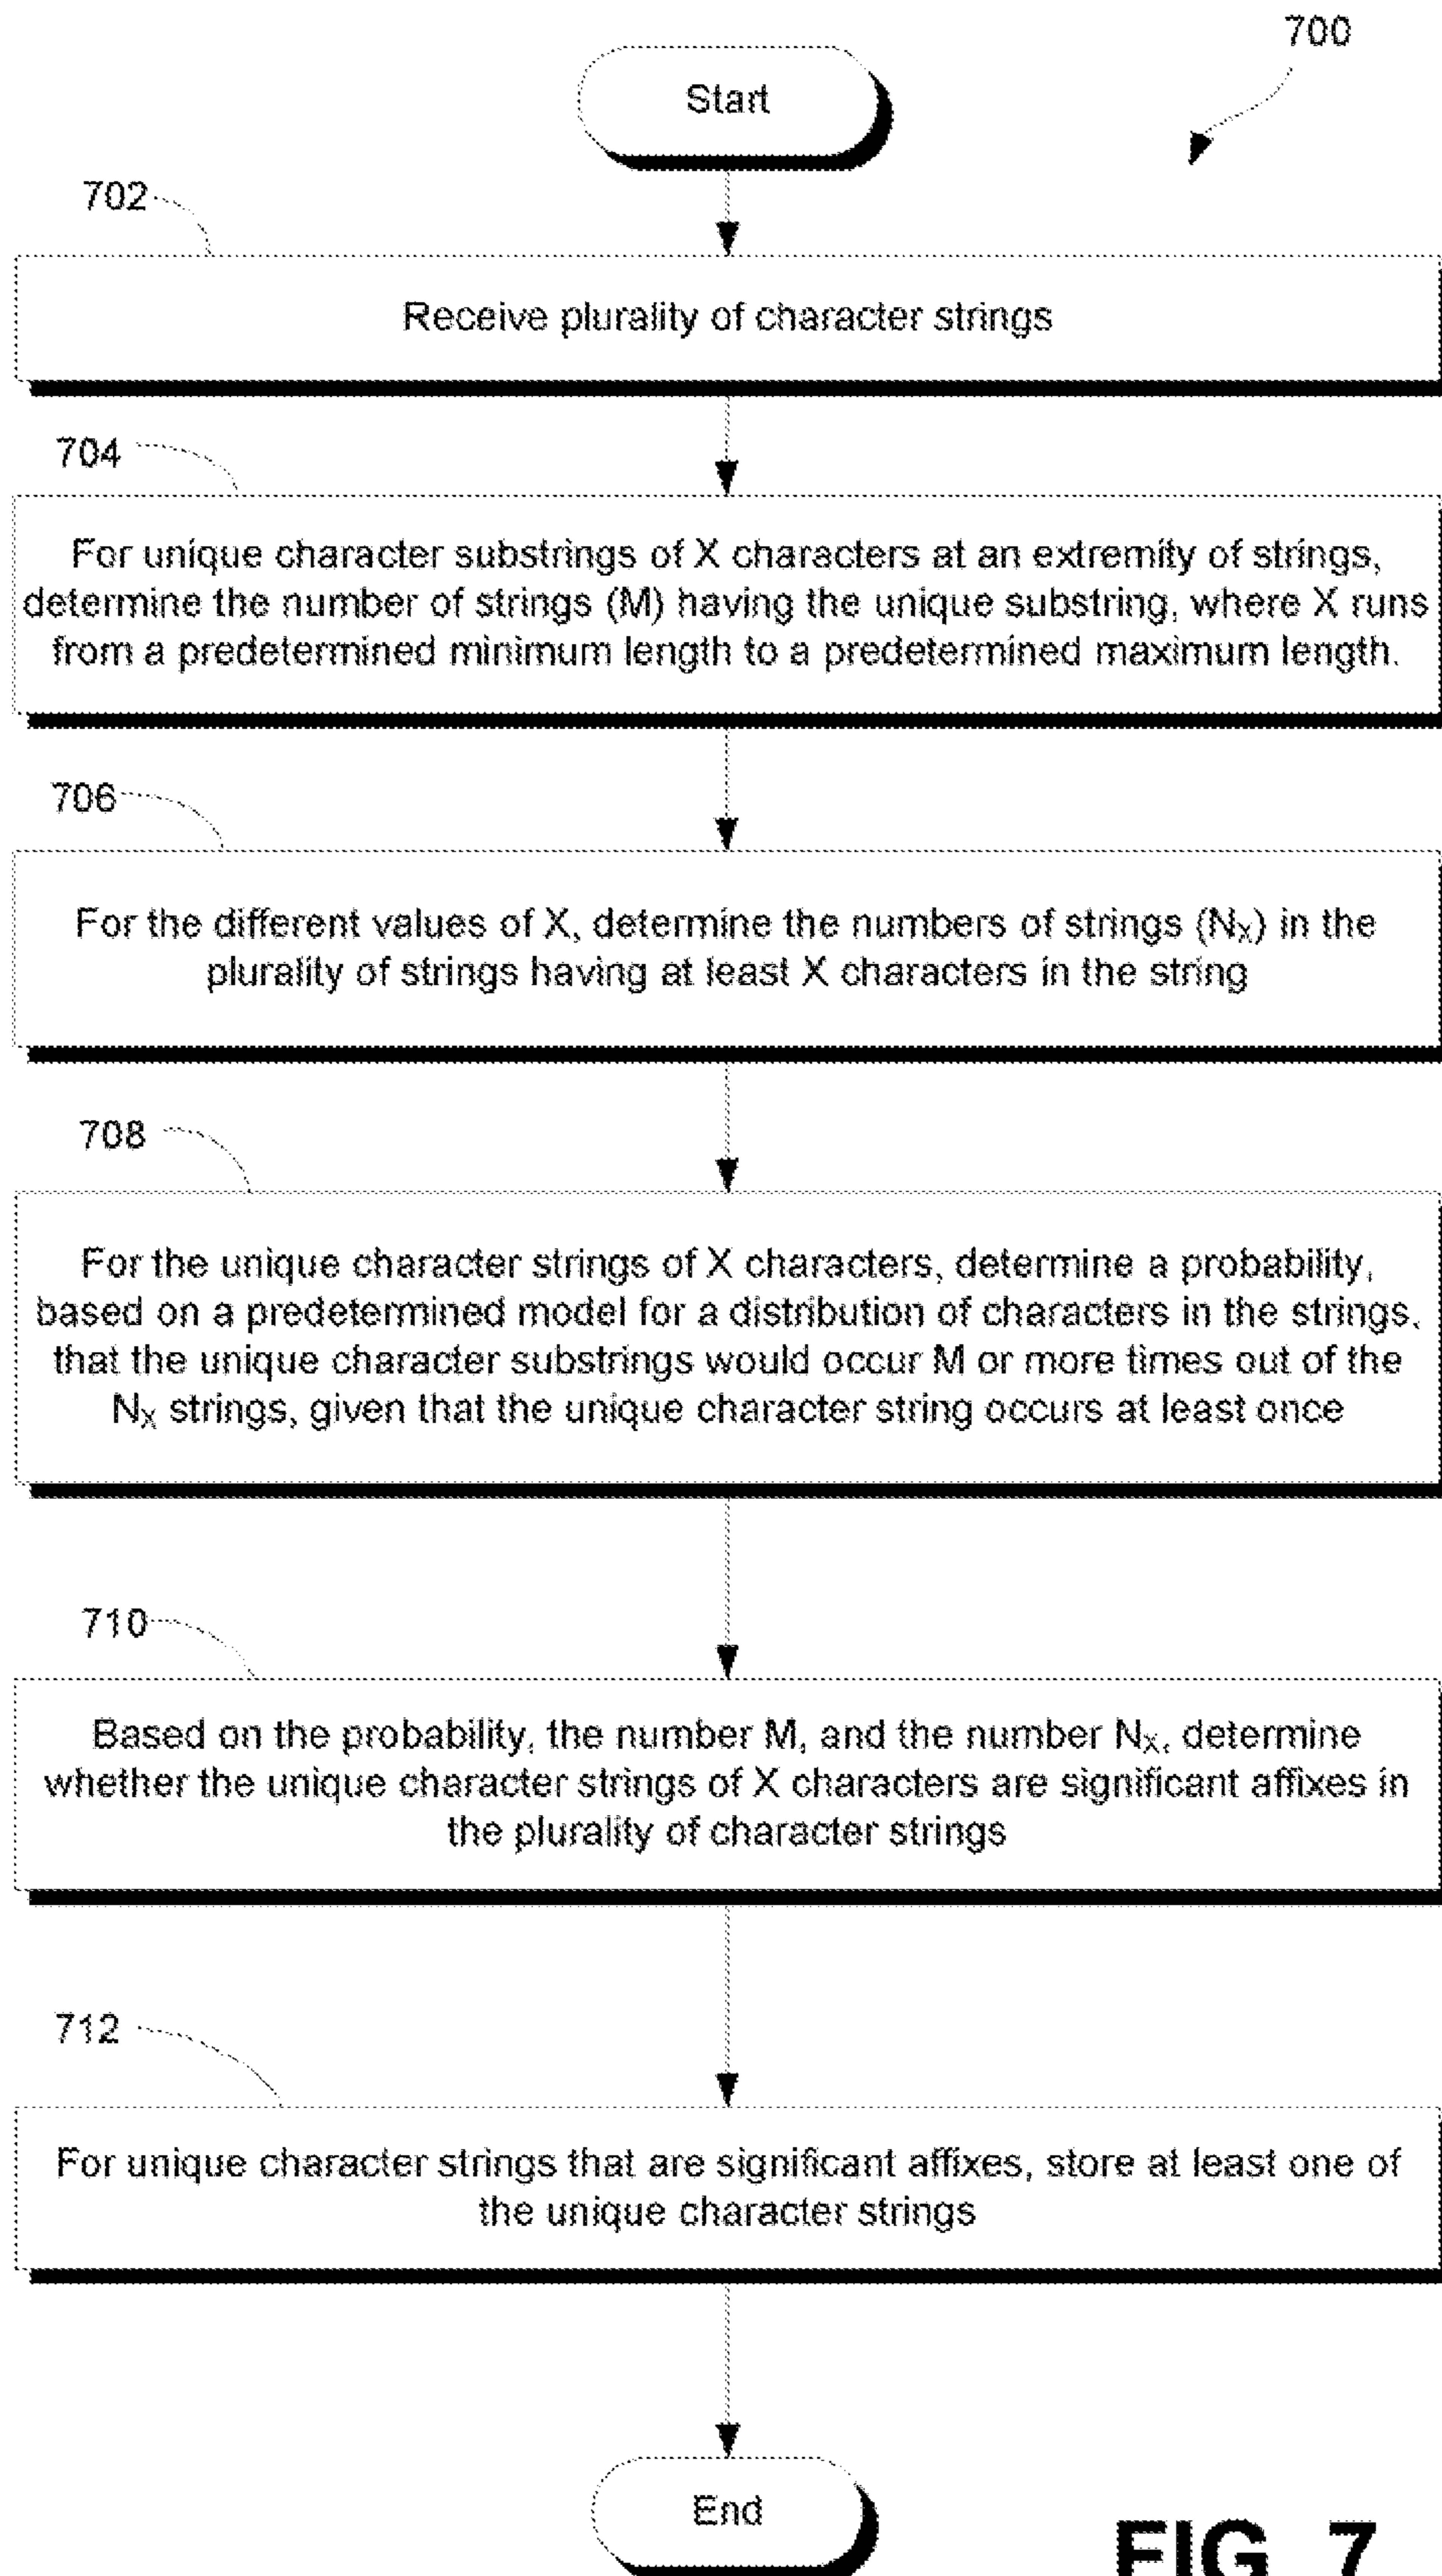 700
Start
702
Receive plurality of character strings
704
For unique character substrings of X characters at an extremity of strings,
determine the number of strings (M) having the unique substring, where X runs
from a predetermined minimum length to a predetermined maximum length.
706
For the different values of X, determine the numbers of strings (Nₓ) in the
plurality of strings having at least X characters in the string
708
For the unique character strings of X characters, determine a probability,
based on a predetermined model for a distribution of characters in the strings,
that the unique character substrings would occur M or more times out of the
Nₓ strings, given that the unique character string occurs at least once
710
Based on the probability, the number M, and the number Nₓ, determine
whether the unique character strings of X characters are significant affixes in
the plurality of character strings
712
For unique character strings that are significant affixes, store at least one of
the unique character strings
End
FIG. 7